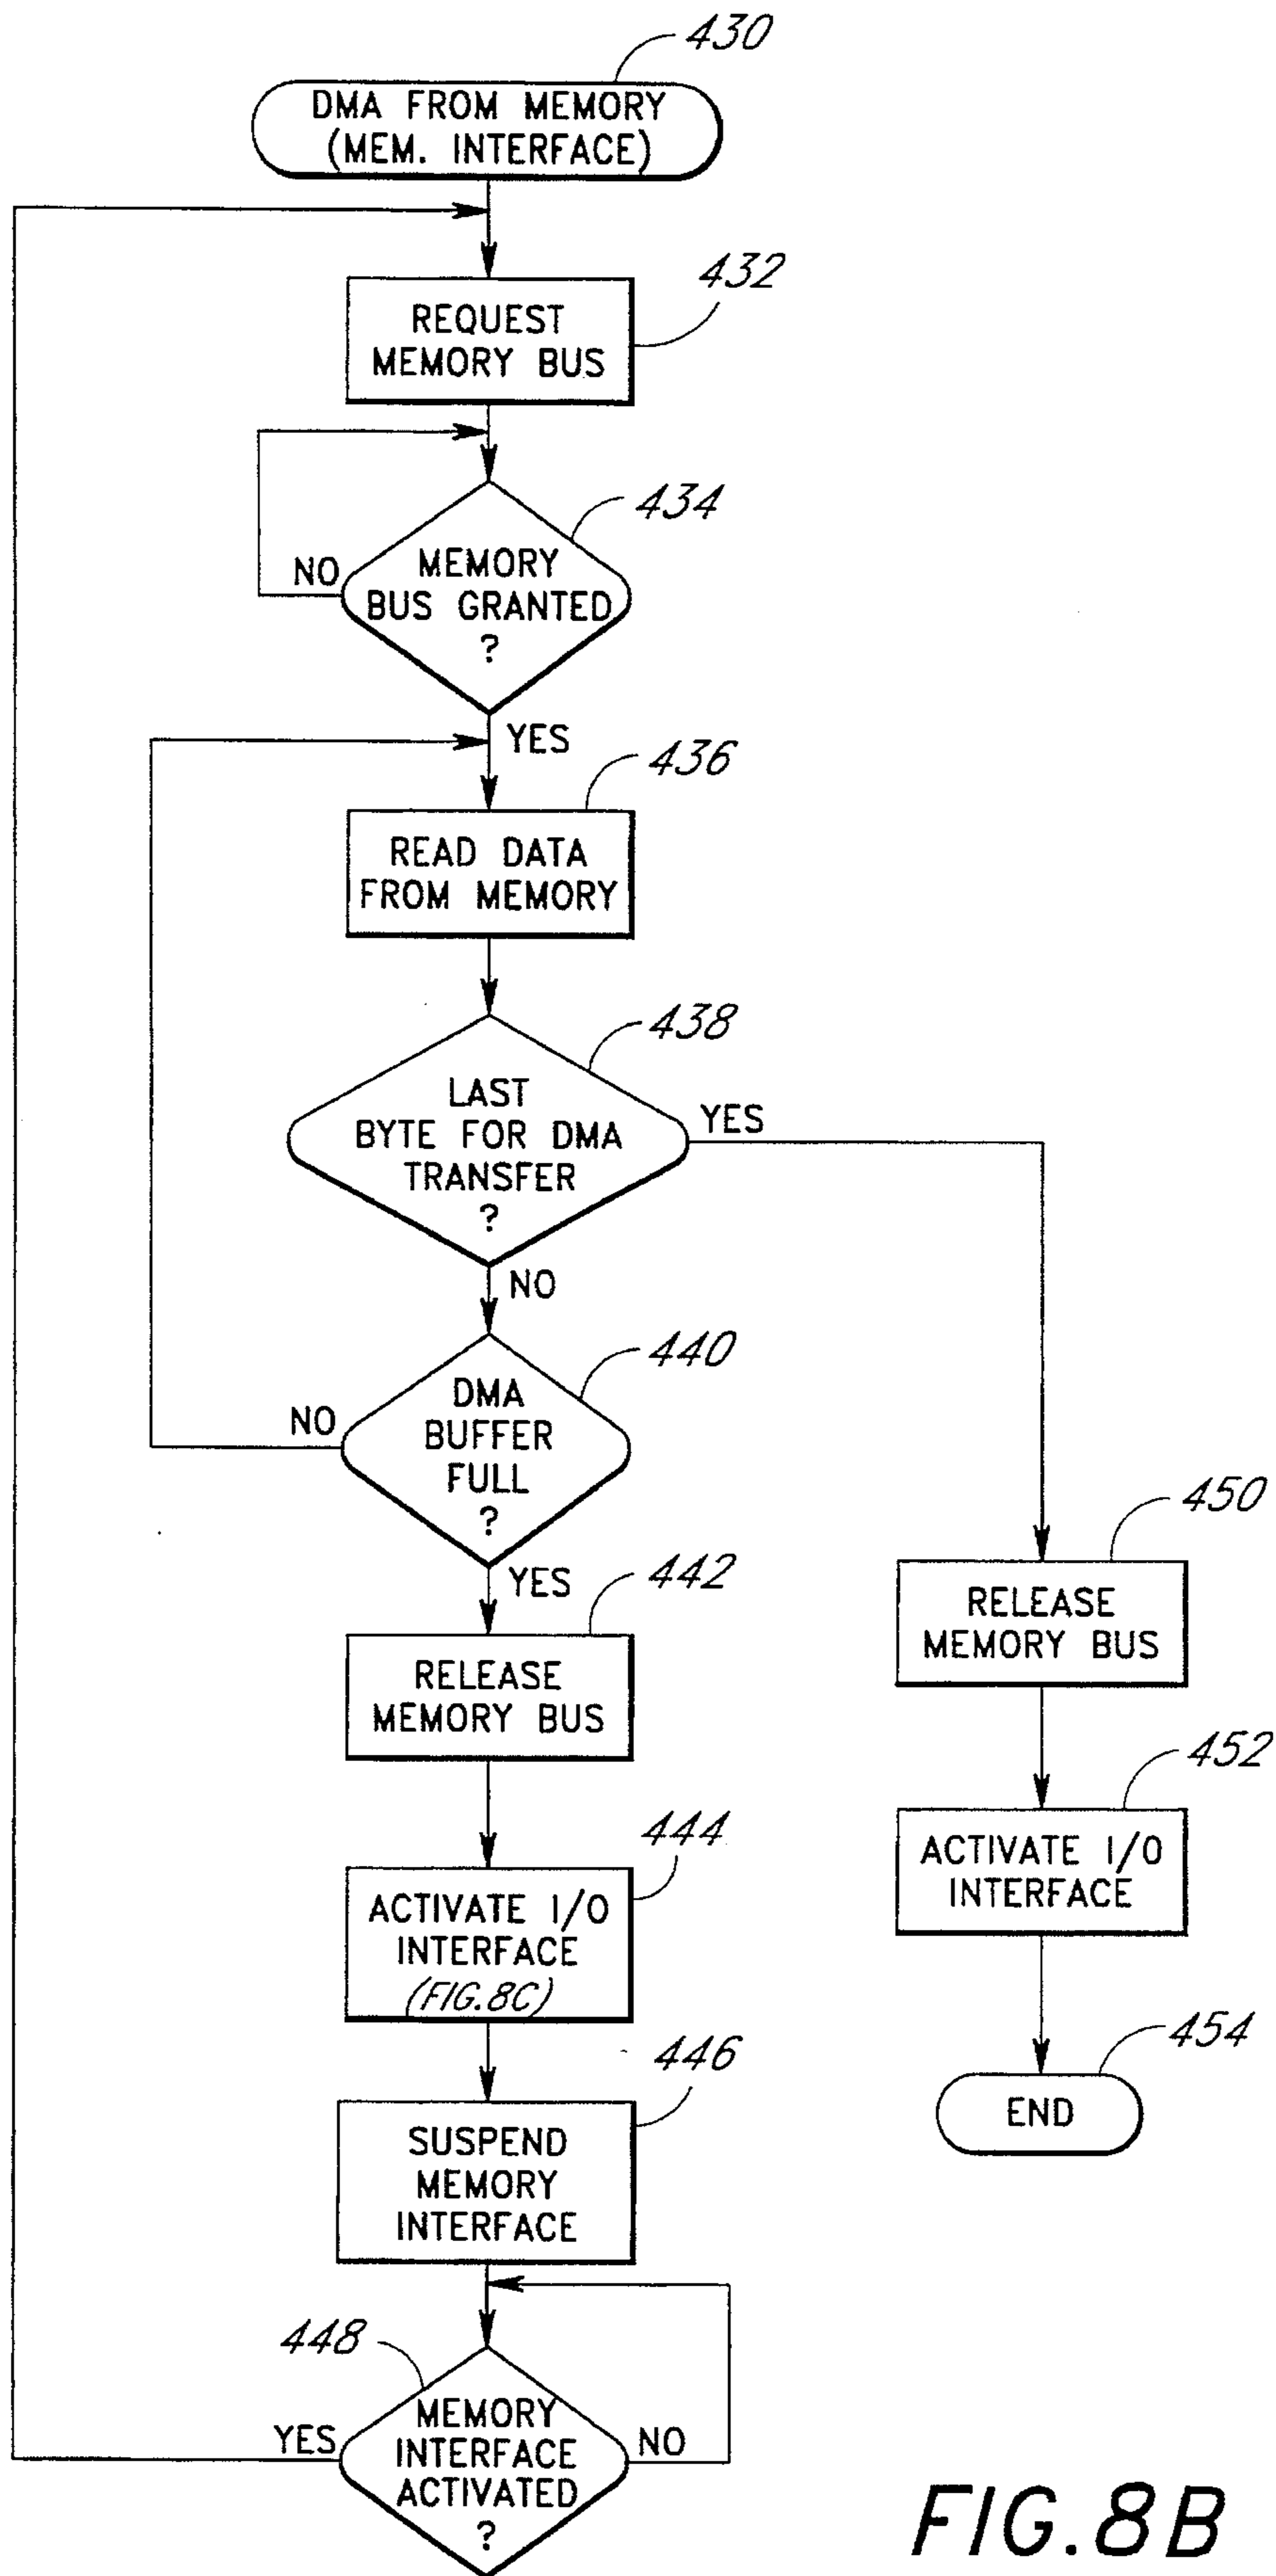 430
DMA FROM MEMORY
(MEM. INTERFACE)
432
REQUEST
MEMORY BUS
434
MEMORY
BUS GRANTED
?
NO
YES
436
READ DATA
FROM MEMORY
438
LAST
BYTE FOR DMA
TRANSFER
?
YES
NO
440
DMA
BUFFER
FULL
?
NO
YES
442
RELEASE
MEMORY BUS
444
ACTIVATE I/O
INTERFACE
(FIG.8C)
446
SUSPEND
MEMORY
INTERFACE
448
MEMORY
INTERFACE
ACTIVATED
?
YES
NO
450
RELEASE
MEMORY BUS
452
ACTIVATE I/O
INTERFACE
454
END
FIG.8B